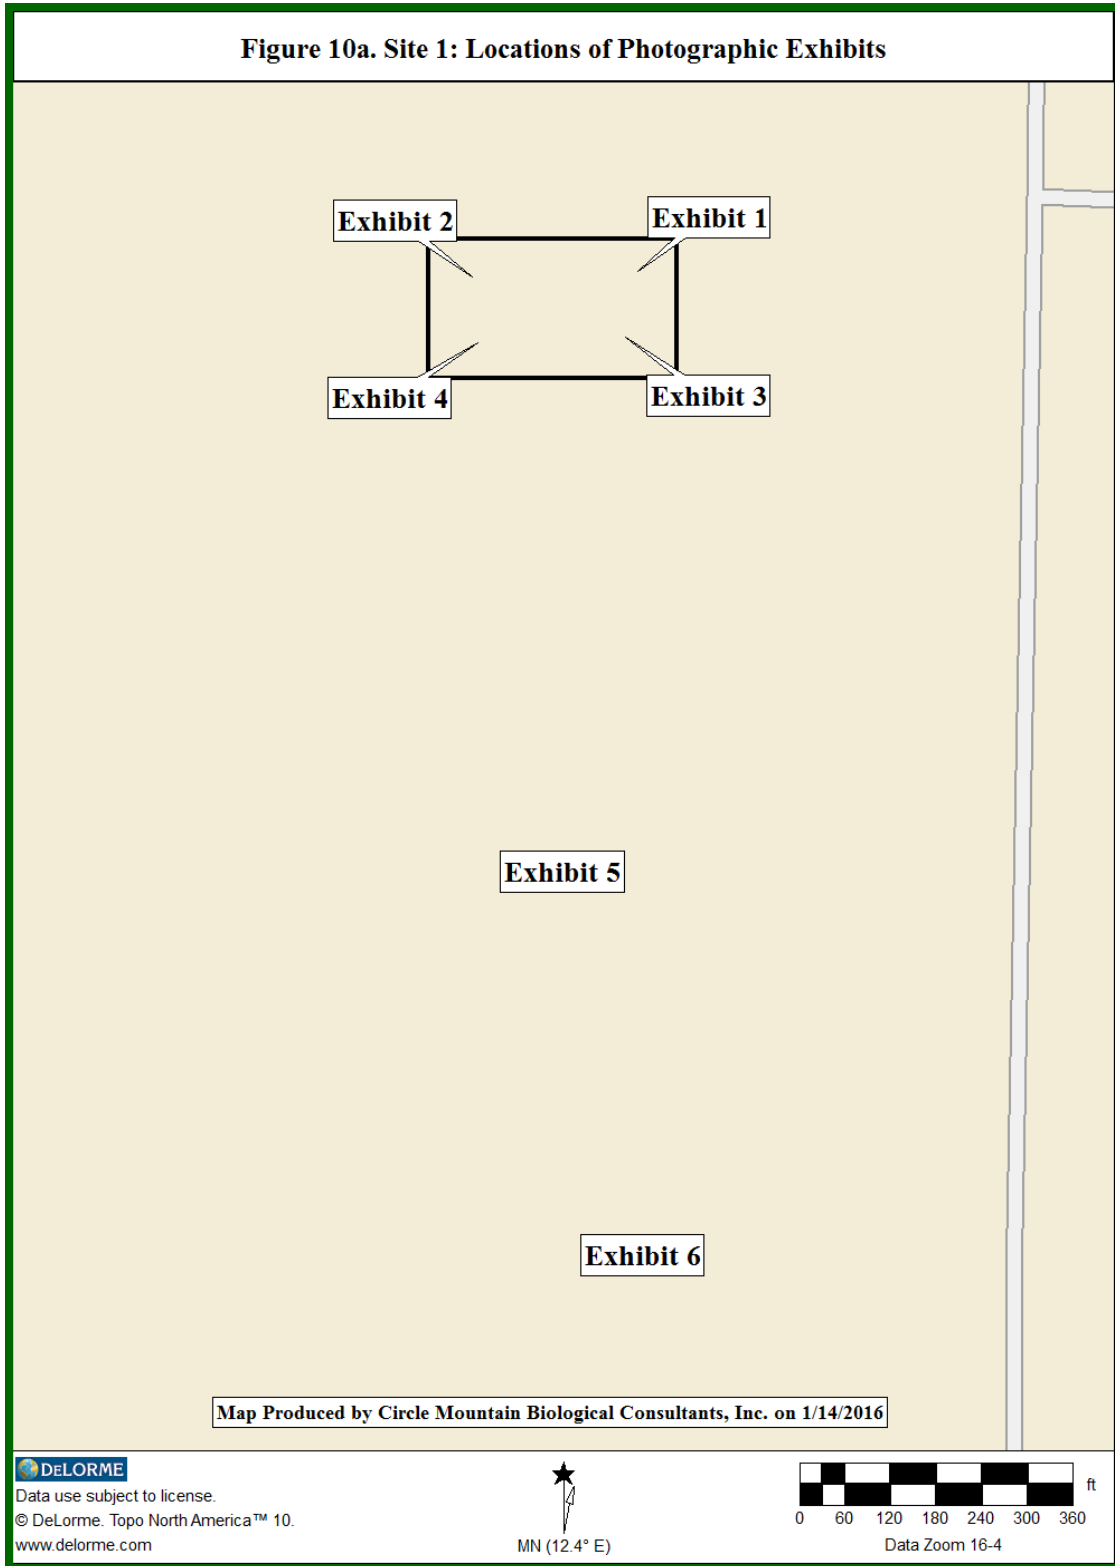 Figure 10a. Site 1: Locations of Photographic Exhibits
Exhibit 2
Exhibit 1
Exhibit 4
Exhibit 3
Exhibit 5
Exhibit 6
Map Produced by Circle Mountain Biological Consultants, Inc. on 1/14/2016
DELORME
Data use subject to license.
© DeLorme. Topo North America™ 10.
www.delorme.com
MN (12.4° E)
ft
0 60 120 180 240 300 360
Data Zoom 16-4